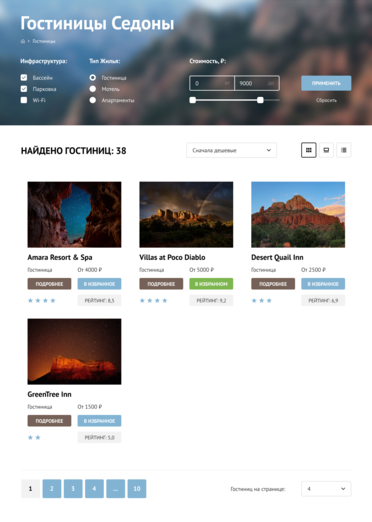 Гостиницы Седоны
Гостиницы
Инфраструктура:
Бассейн
Парковка
Wi-Fi
Тип Жилья:
Гостиница
Мотель
Апартаменты
Стоимость, ₽:
0
9000
ПРИМЕНИТЬ
Сбросить
НАЙДЕНО ГОСТИНИЦ: 38
Сначала дешевые
Amara Resort & Spa
Гостиница От 4000 ₽
ПОДРОБНЕЕ В ИЗБРАННОЕ
РЕЙТИНГ: 8,5
Villas at Poco Diablo
Гостиница От 5000 ₽
ПОДРОБНЕЕ В ИЗБРАННОМ
РЕЙТИНГ: 9,2
Desert Quail Inn
Гостиница От 2500 ₽
ПОДРОБНЕЕ В ИЗБРАННОЕ
РЕЙТИНГ: 6,9
GreenTree Inn
Гостиница От 1500 ₽
ПОДРОБНЕЕ В ИЗБРАННОЕ
РЕЙТИНГ: 5,0
1 2 3 4 ... 10
Гостиниц на странице: 4